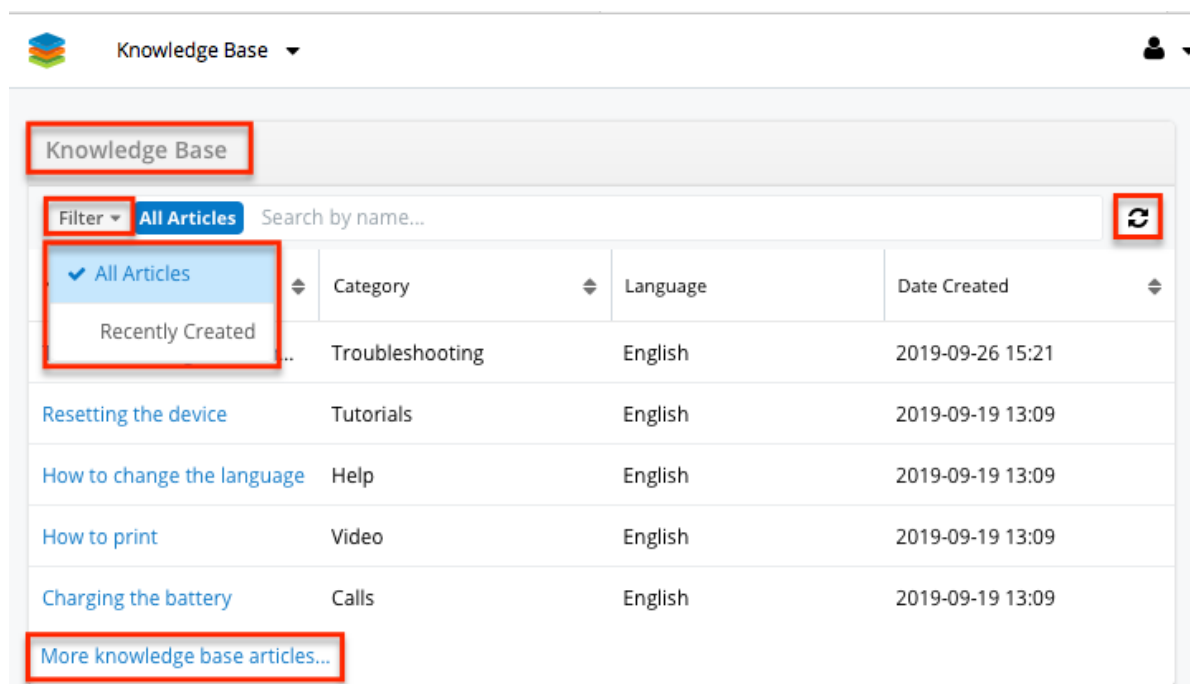 Knowledge Base
Knowledge Base
Filter All Articles Search by name...
All Articles
Category Language Date Created
Recently Created
... Troubleshooting English 2019-09-26 15:21
Resetting the device Tutorials English 2019-09-19 13:09
How to change the language Help English 2019-09-19 13:09
How to print Video English 2019-09-19 13:09
Charging the battery Calls English 2019-09-19 13:09
More knowledge base articles...